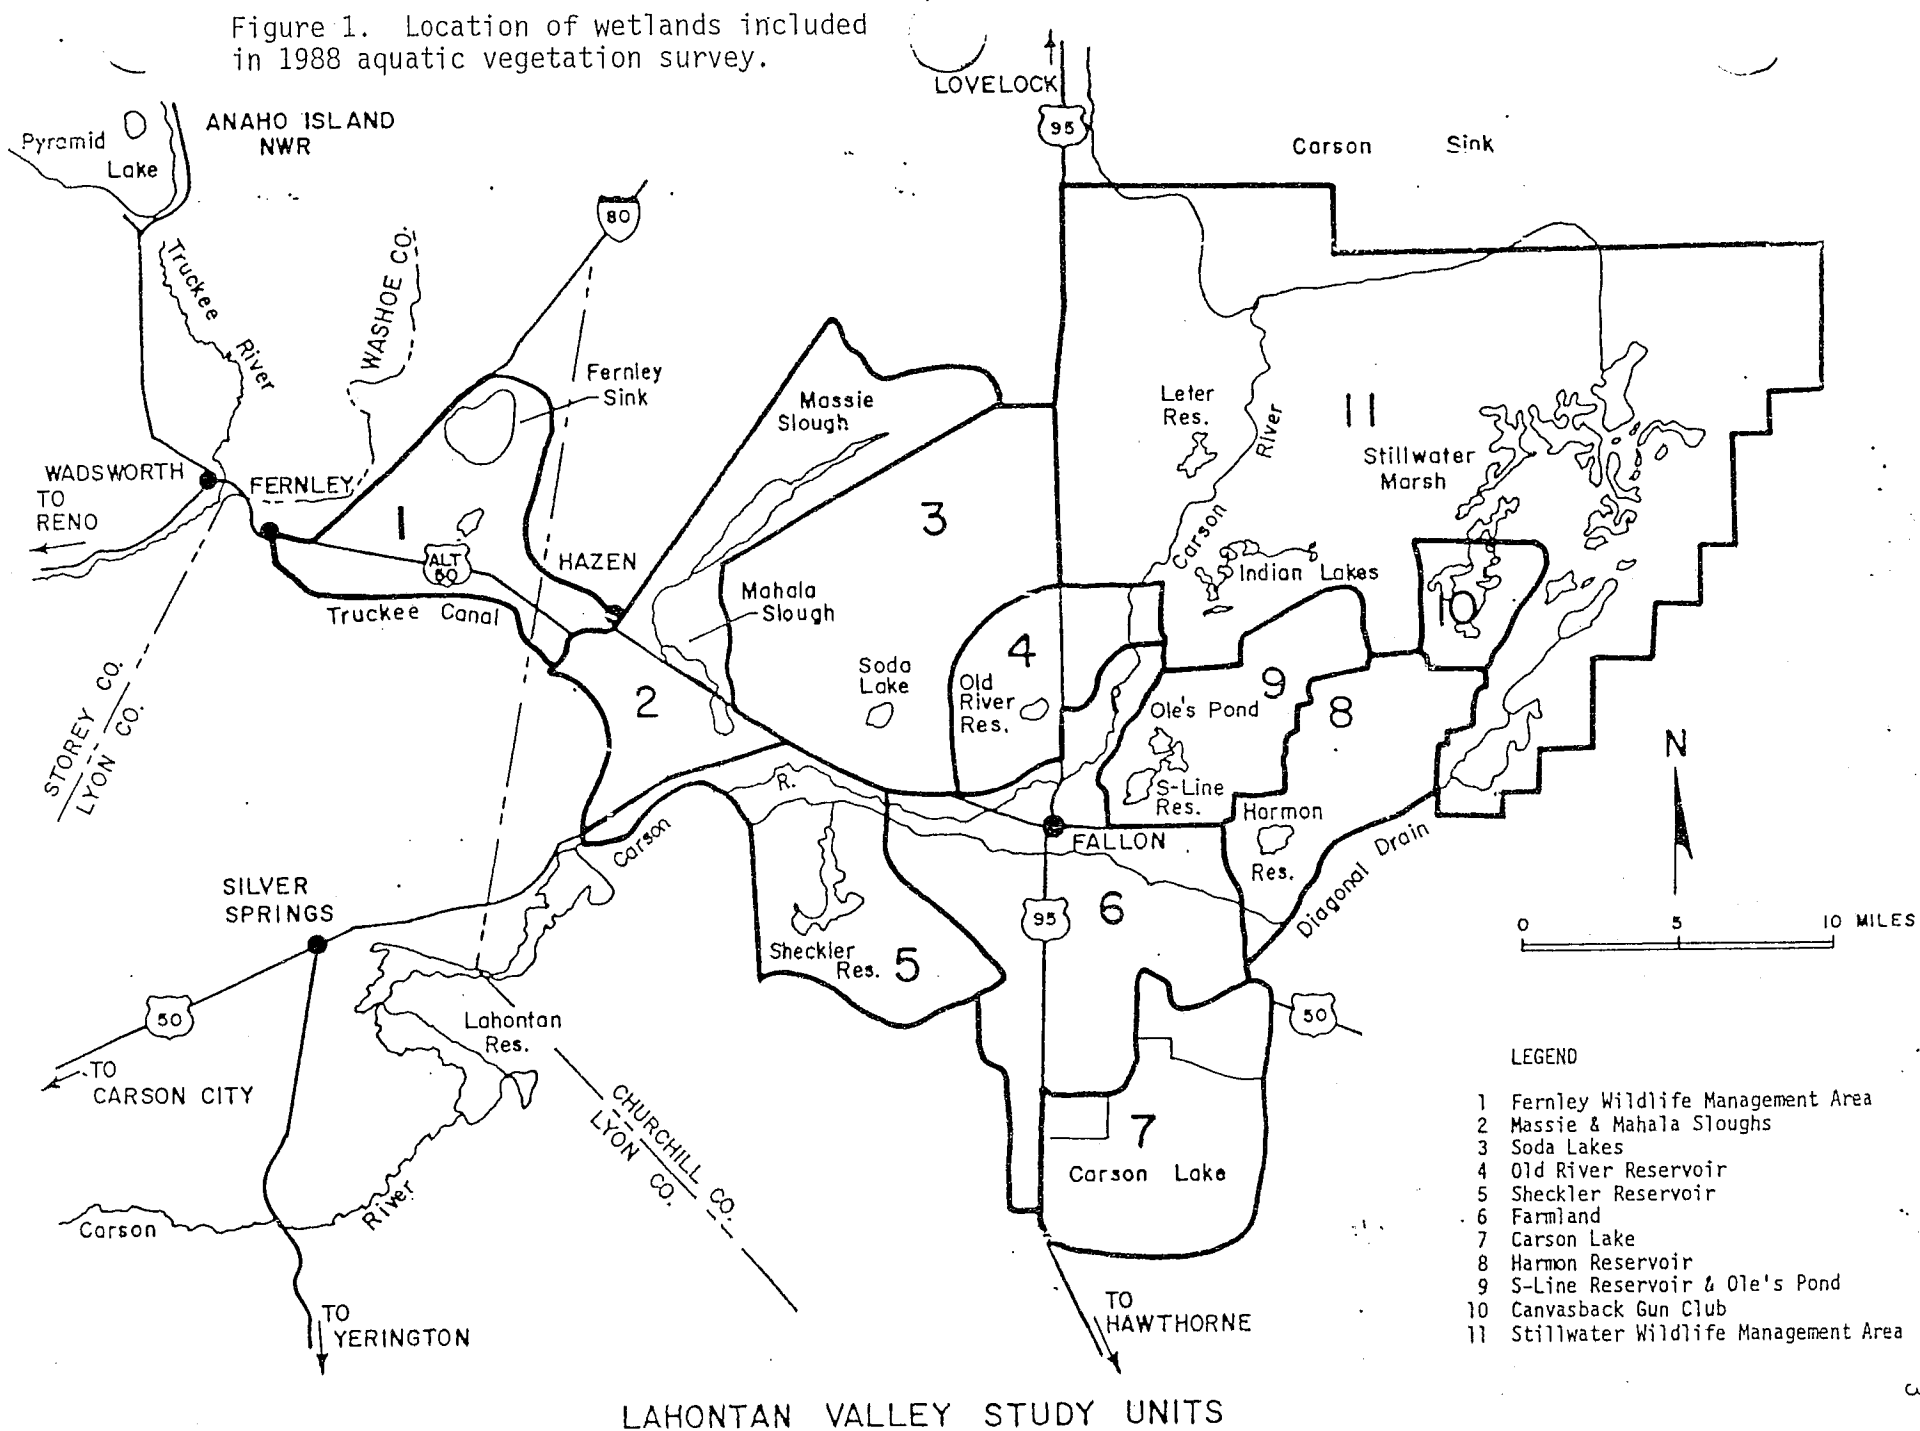 Figure 1. Location of wetlands included
in 1988 aquatic vegetation survey.
LOVELOCK
95
Carson Sink
ANAHO ISLAND
NWR
Pyramid
Lake
80
Truckee
River
WASHOE CO.
Fernley
Sink
Massie
Slough
Leter
Res.
River
Carson
11
Stillwater
Marsh
WADSWORTH
TO
RENO
FERNLEY
1
ALT
50
HAZEN
3
Indian Lakes
10
Truckee Canal
Mahala
Slough
4
Soda
Lake
Old
River
Res.
2
9
8
Ole's Pond
S-Line
Res.
Harmon
Res.
STOREY CO.
LYON CO.
N
R.
Carson
FALLON
Diagonal Drain
SILVER
SPRINGS
95
6
0 5 10 MILES
Sheckler
Res.
5
50
50
Lahontan
Res.
TO
CARSON CITY
CHURCHILL CO.
LYON CO.
7
Carson Lake
Carson
River
TO
YERINGTON
TO
HAWTHORNE
LEGEND
1 Fernley Wildlife Management Area
2 Massie & Mahala Sloughs
3 Soda Lakes
4 Old River Reservoir
5 Sheckler Reservoir
6 Farmland
7 Carson Lake
8 Harmon Reservoir
9 S-Line Reservoir & Ole's Pond
10 Canvasback Gun Club
11 Stillwater Wildlife Management Area
3
LAHONTAN VALLEY STUDY UNITS